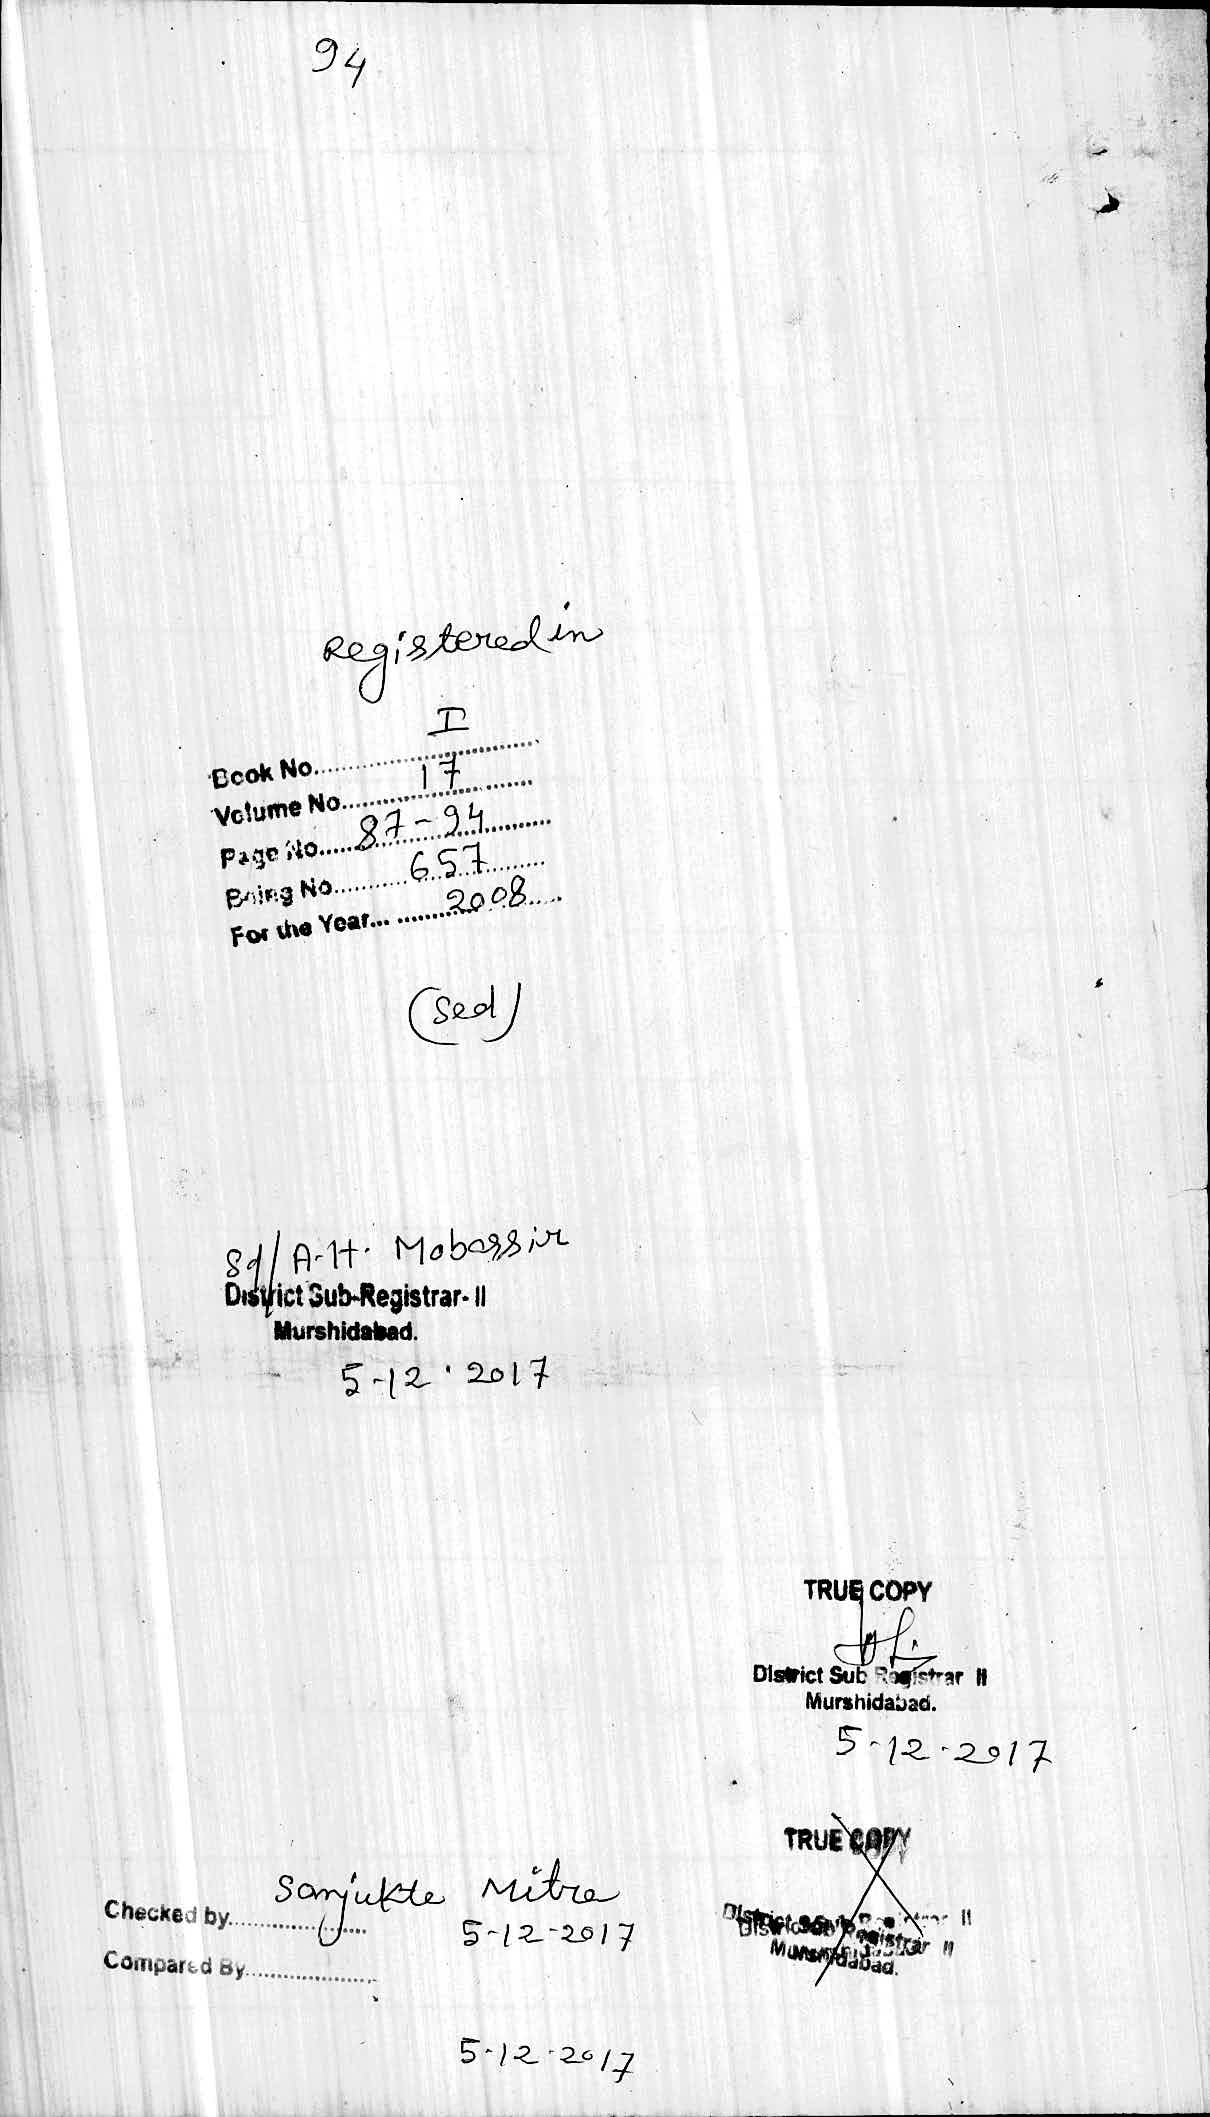 94
Registered in
I
Book No..........
17
Volume No..........
87-94
Page No..........
657
Being No..........
2008
For the Year..........
(Sed)
Sd/ A.H. Mobassir
District Sub-Registrar- II
Murshidabad.
5-12.2017
TRUE COPY
District Sub Registrar II
Murshidabad.
5-12-2017
TRUE COPY
District Sub Registrar II
Murshidabad.
Sanjukta Mitra
Checked by..........
5-12-2017
Compared By..........
5-12-2017